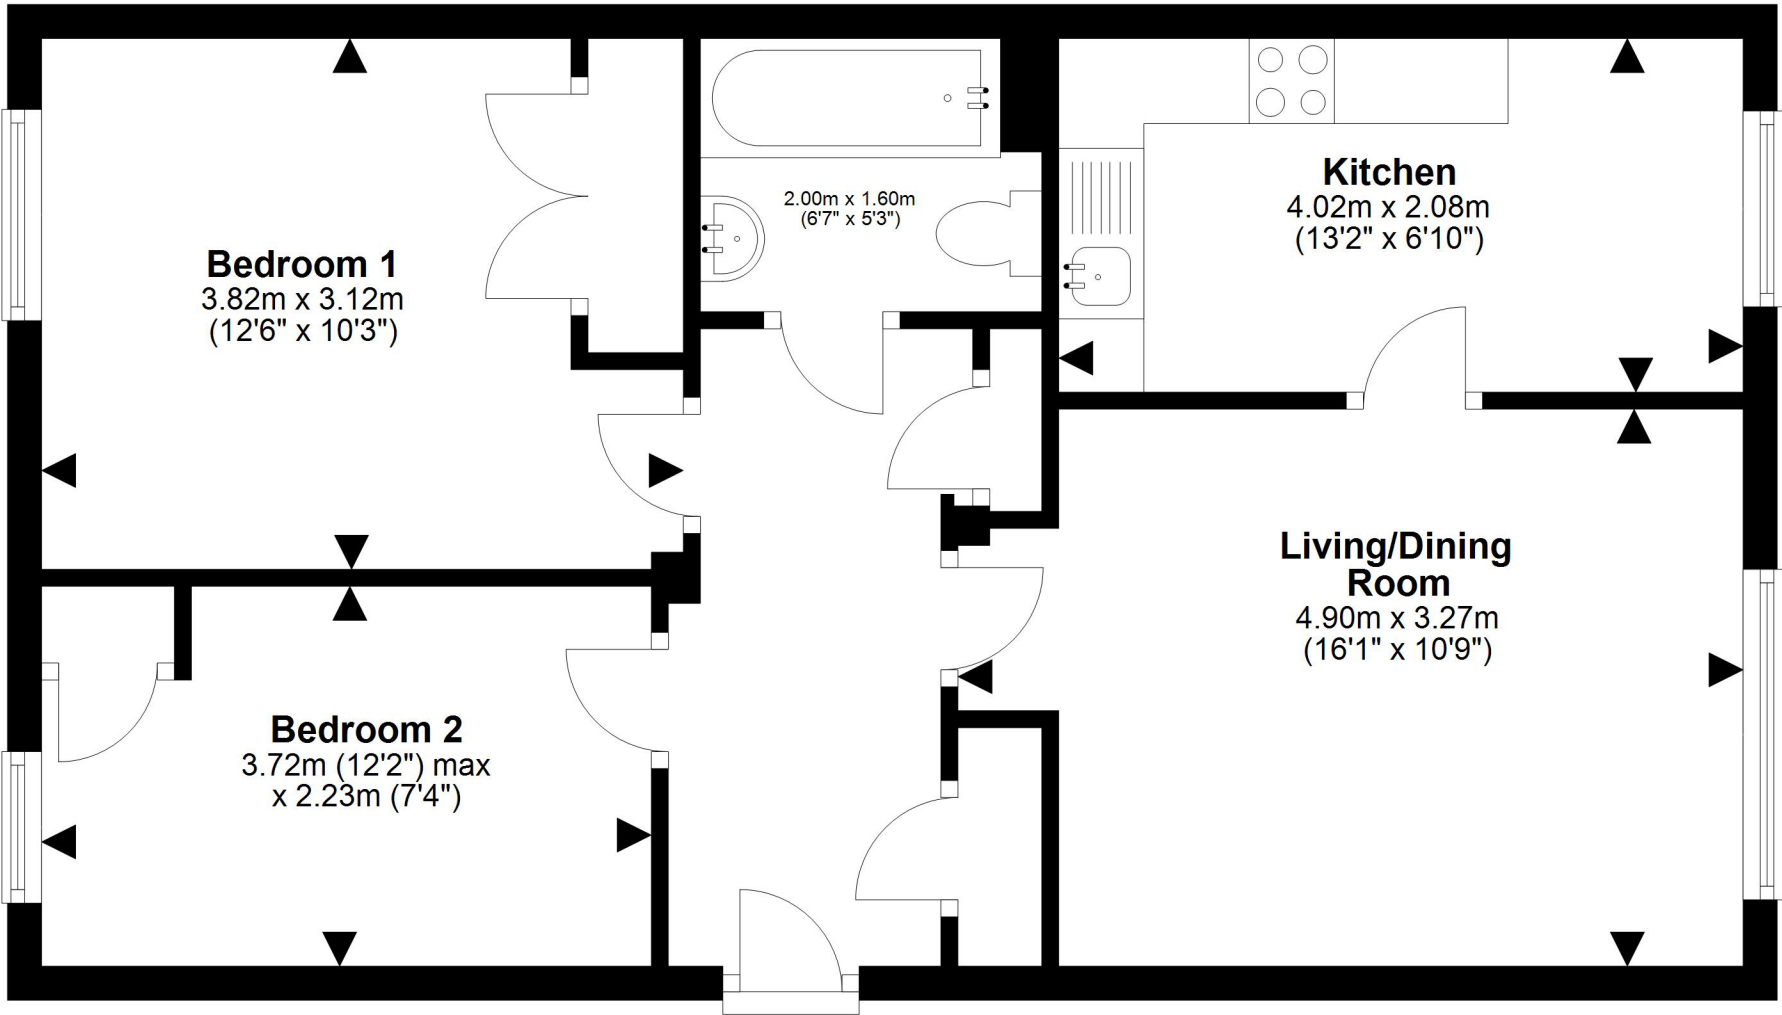 Bedroom 1
3.82m x 3.12m
(12'6" x 10'3")
2.00m x 1.60m
(6'7" x 5'3")
Kitchen
4.02m x 2.08m
(13'2" x 6'10")
Living/Dining
Room
4.90m x 3.27m
(16'1" x 10'9")
Bedroom 2
3.72m (12'2") max
x 2.23m (7'4")